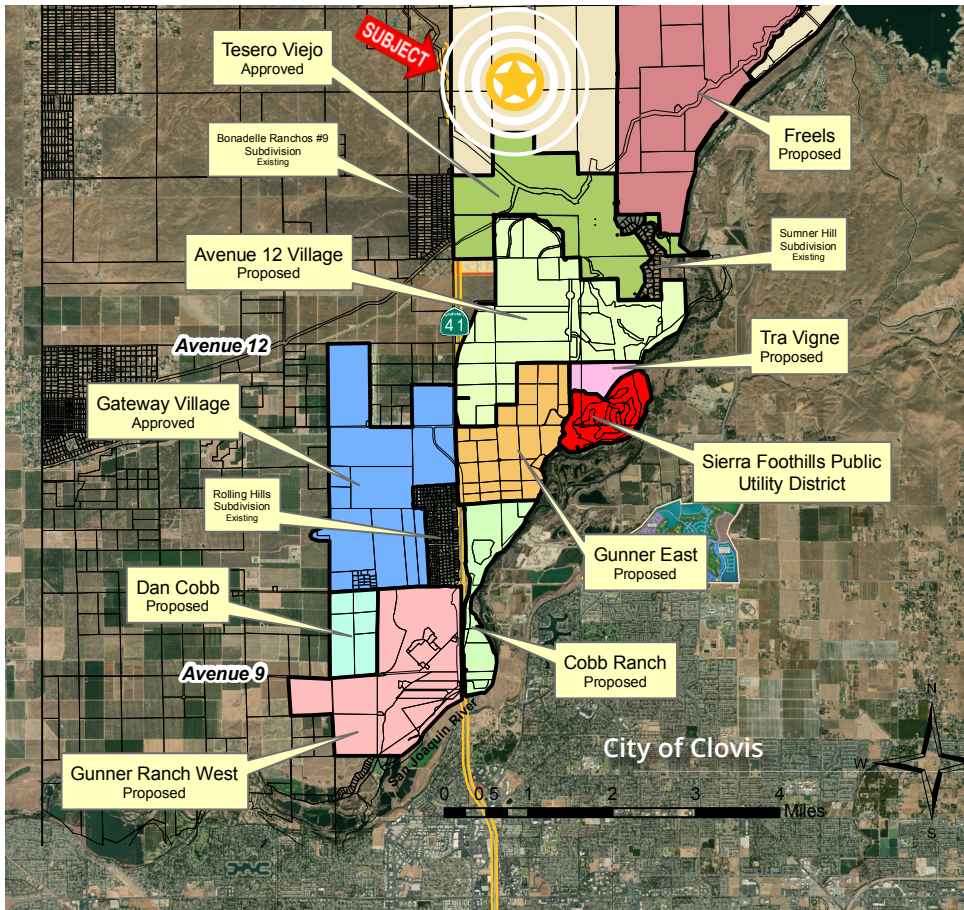 SUBJECT
Tesero Viejo
Approved
Bonadelle Ranchos #9
Subdivision
Existing
Freels
Proposed
Avenue 12 Village
Proposed
Sumner Hill
Subdivision
Existing
41
Avenue 12
Tra Vigne
Proposed
Gateway Village
Approved
Sierra Foothills Public
Utility District
Rolling Hills
Subdivision
Existing
Gunner East
Proposed
Dan Cobb
Proposed
Avenue 9
Cobb Ranch
Proposed
San Joaquin River
City of Clovis
Gunner Ranch West
Proposed
N
W
E
S
0 0.5 1 2 3 4
Miles